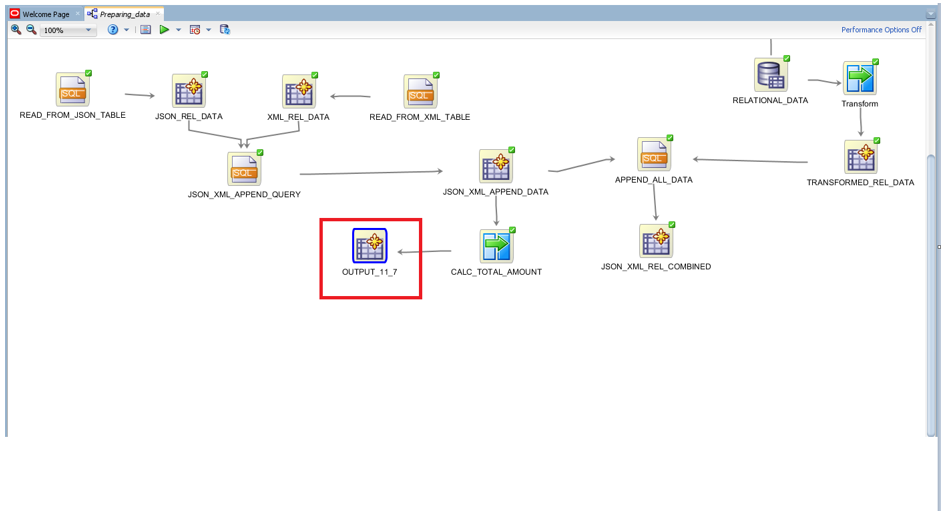 Welcome Page
Preparing_data
100%
Performance Options Off
RELATIONAL_DATA
Transform
SQL
SQL
READ_FROM_JSON_TABLE
JSON_REL_DATA
XML_REL_DATA
READ_FROM_XML_TABLE
SQL
SQL
JSON_XML_APPEND_QUERY
JSON_XML_APPEND_DATA
APPEND_ALL_DATA
TRANSFORMED_REL_DATA
OUTPUT_11_7
CALC_TOTAL_AMOUNT
JSON_XML_REL_COMBINED